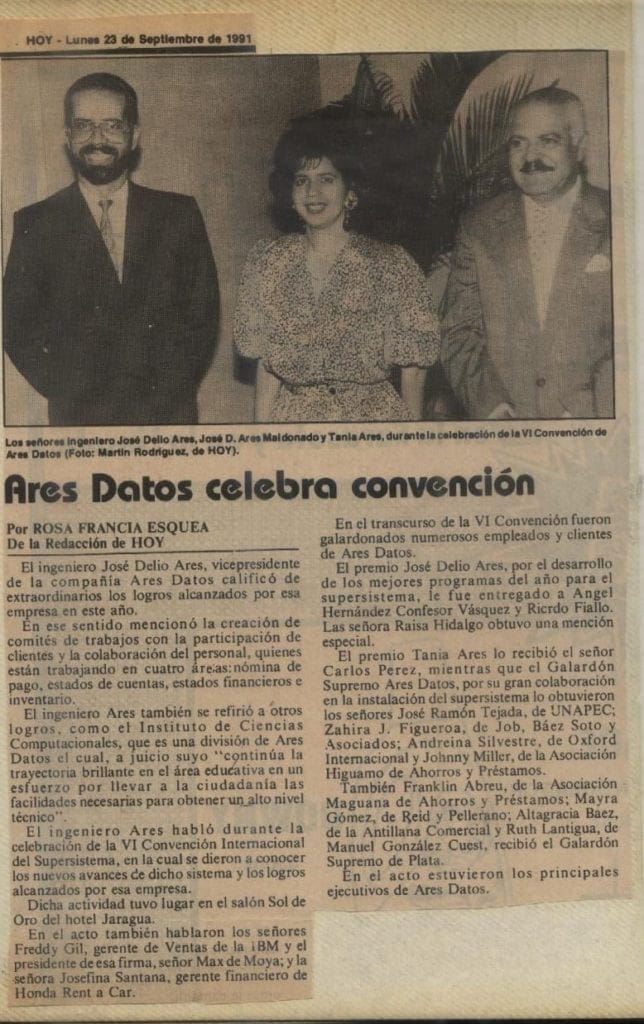 HOY - Lunes 23 de Septiembre de 1991
Los señores ingeniero José Delio Ares, José D. Ares Maldonado y Tania Ares, durante la celebración de la VI Convención de
Ares Datos (Foto: Martín Rodríguez, de HOY).
Ares Datos celebra convención
Por ROSA FRANCIA ESQUEA
De la Redacción de HOY
El ingeniero José Delio Ares, vicepresidente
de la compañía Ares Datos calificó de
extraordinarios los logros alcanzados por esa
empresa en este año.
En ese sentido mencionó la creación de
comités de trabajos con la participación de
clientes y la colaboración del personal, quienes
están trabajando en cuatro áreas: nómina de
pago, estados de cuentas, estados financieros e
inventario.
El ingeniero Ares también se refirió a otros
logros, como el Instituto de Ciencias
Computacionales, que es una división de Ares
Datos el cual, a juicio suyo "continúa la
trayectoria brillante en el área educativa en un
esfuerzo por llevar a la ciudadanía las
facilidades necesarias para obtener un alto nivel
técnico".
El ingeniero Ares habló durante la
celebración de la VI Convención Internacional
del Supersistema, en la cual se dieron a conocer
los nuevos avances de dicho sistema y los logros
alcanzados por esa empresa.
Dicha actividad tuvo lugar en el salón Sol de
Oro del hotel Jaragua.
En el acto también hablaron los señores
Freddy Gil, gerente de Ventas de la IBM y el
presidente de esa firma, señor Max de Moya; y la
señora Josefina Santana, gerente financiero de
Honda Rent a Car.
En el transcurso de la VI Convención fueron
galardonados numerosos empleados y clientes
de Ares Datos.
El premio José Delio Ares, por el desarrollo
de los mejores programas del año para el
supersistema, le fue entregado a Angel
Hernández Confesor Vásquez y Ricrdo Fiallo.
Las señora Raisa Hidalgo obtuvo una mención
especial.
El premio Tania Ares lo recibió el señor
Carlos Perez, mientras que el Galardón
Supremo Ares Datos, por su gran colaboración
en la instalación del supersistema lo obtuvieron
los señores José Ramón Tejada, de UNAPEC;
Zahira J. Figueroa, de Job, Báez Soto y
Asociados; Andreina Silvestre, de Oxford
Internacional y Johnny Miller, de la Asociación
Higuamo de Ahorros y Préstamos.
También Franklin Abreu, de la Asociación
Maguana de Ahorros y Préstamos; Mayra
Gómez, de Reid y Pellerano; Altagracia Baez,
de la Antillana Comercial y Ruth Lantigua, de
Manuel González Cuest, recibió el Galardón
Supremo de Plata.
En el acto estuvieron los principales
ejecutivos de Ares Datos.